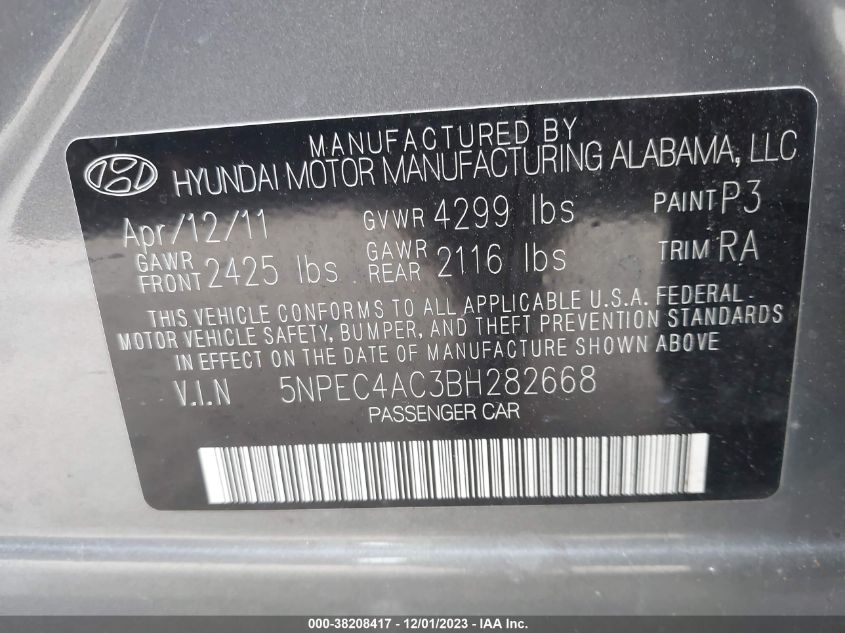 MANUFACTURED BY
HYUNDAI MOTOR MANUFACTURING ALABAMA, LLC
Apr/12/11 GVWR 4299 lbs PAINT P3
GAWR FRONT 2425 lbs GAWR REAR 2116 lbs TRIM RA
THIS VEHICLE CONFORMS TO ALL APPLICABLE U.S.A. FEDERAL
MOTOR VEHICLE SAFETY, BUMPER, AND THEFT PREVENTION STANDARDS
IN EFFECT ON THE DATE OF MANUFACTURE SHOWN ABOVE
V.I.N 5NPEC4AC3BH282668
PASSENGER CAR
000-38208417 - 12/01/2023 - IAA Inc.